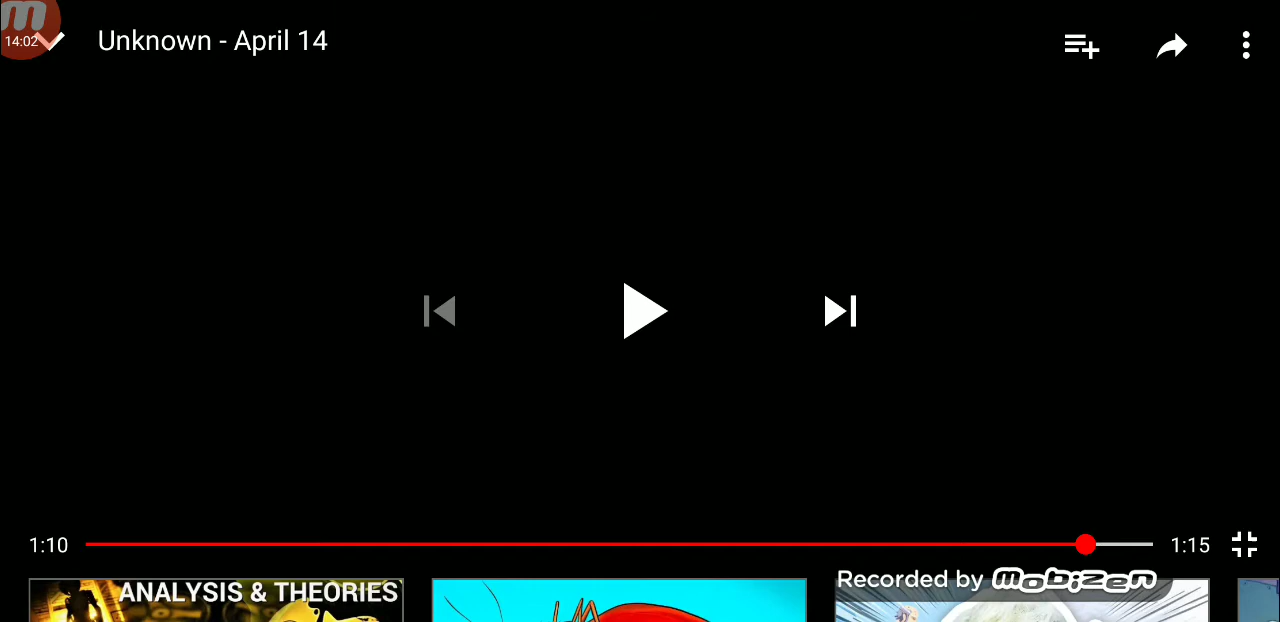 14:02
Unknown - April 14
1:10
1:15
ANALYSIS & THEORIES
Recorded by mobizen